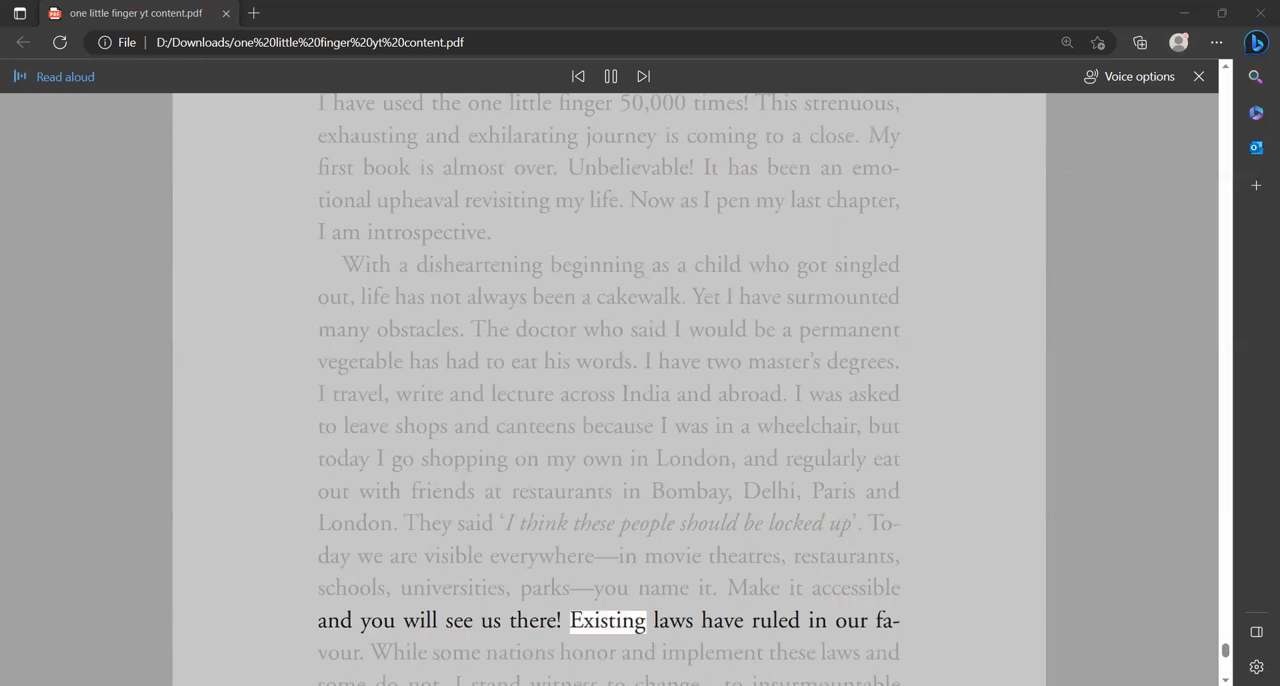 one little finger yt content.pdf
File D:/Downloads/one%20little%20finger%20yt%20content.pdf
Read aloud
Voice options
I have used the one little finger 50,000 times! This strenuous,
exhausting and exhilarating journey is coming to a close. My
first book is almost over. Unbelievable! It has been an emo-
tional upheaval revisiting my life. Now as I pen my last chapter,
I am introspective.
With a disheartening beginning as a child who got singled
out, life has not always been a cakewalk. Yet I have surmounted
many obstacles. The doctor who said I would be a permanent
vegetable has had to eat his words. I have two master's degrees.
I travel, write and lecture across India and abroad. I was asked
to leave shops and canteens because I was in a wheelchair, but
today I go shopping on my own in London, and regularly eat
out with friends at restaurants in Bombay, Delhi, Paris and
London. They said 'I think these people should be locked up'. To-
day we are visible everywhere—in movie theatres, restaurants,
schools, universities, parks—you name it. Make it accessible
and you will see us there! Existing laws have ruled in our fa-
vour. While some nations honor and implement these laws and
some do not, I stand witness to change—to insurmountable